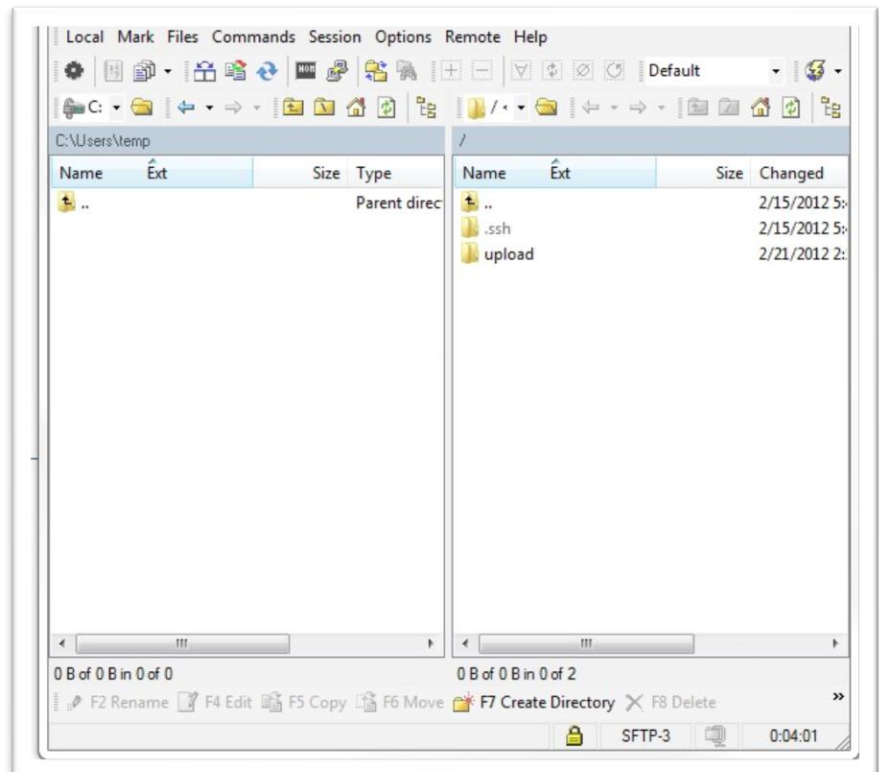 Local Mark Files Commands Session Options Remote Help
Default
C: /
C:\Users\temp /
Name Ext Size Type Name Ext Size Changed
.. Parent direc .. 2/15/2012 5:
.ssh 2/15/2012 5:
upload 2/21/2012 2:
0 B of 0 B in 0 of 0 0 B of 0 B in 0 of 2
F2 Rename F4 Edit F5 Copy F6 Move F7 Create Directory F8 Delete »
SFTP-3 0:04:01